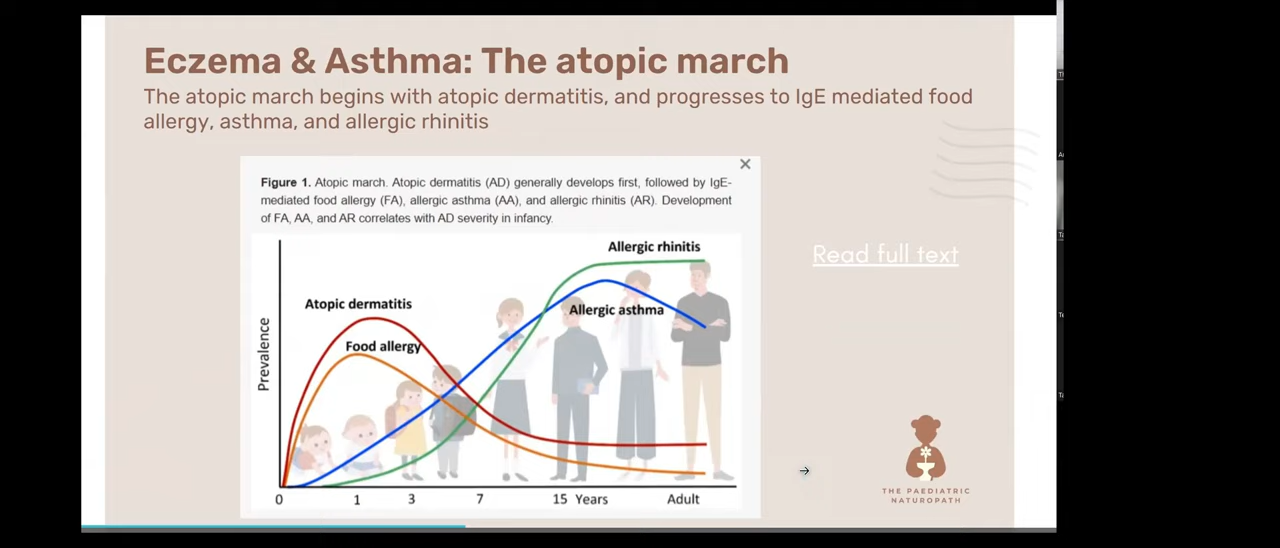 Eczema & Asthma: The atopic march
The atopic march begins with atopic dermatitis, and progresses to IgE mediated food
allergy, asthma, and allergic rhinitis
Figure 1. Atopic march. Atopic dermatitis (AD) generally develops first, followed by IgE-
mediated food allergy (FA), allergic asthma (AA), and allergic rhinitis (AR). Development
of FA, AA, and AR correlates with AD severity in infancy.
Allergic rhinitis
Read full text
Atopic dermatitis
Allergic asthma
Food allergy
Prevalence
0 1 3 7 15 Years Adult
THE PAEDIATRIC
NATUROPATH